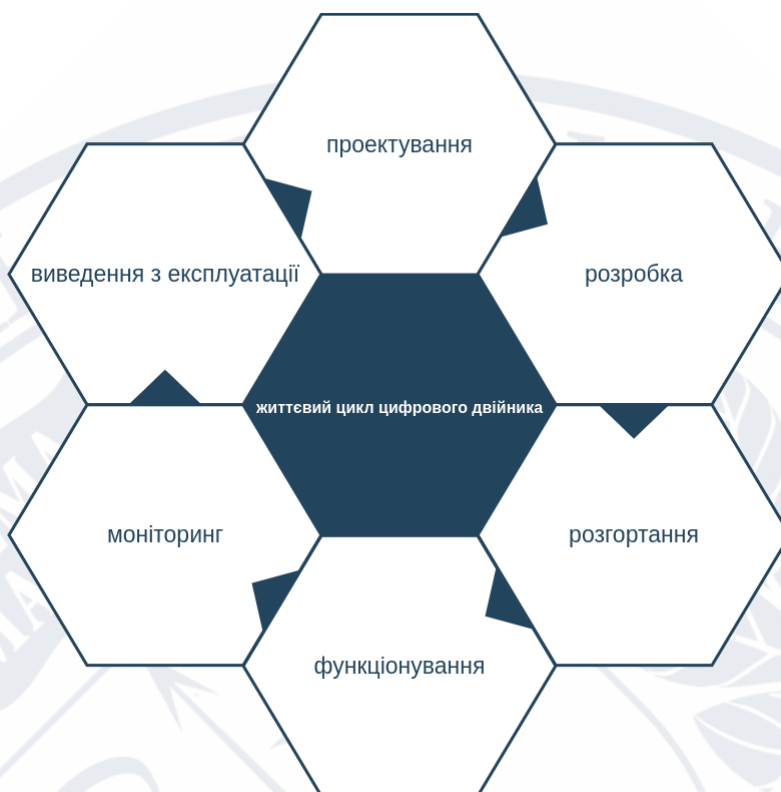 проектування
розробка
виведення з експлуатації
життєвий цикл цифрового двійника
моніторинг
розгортання
функціонування